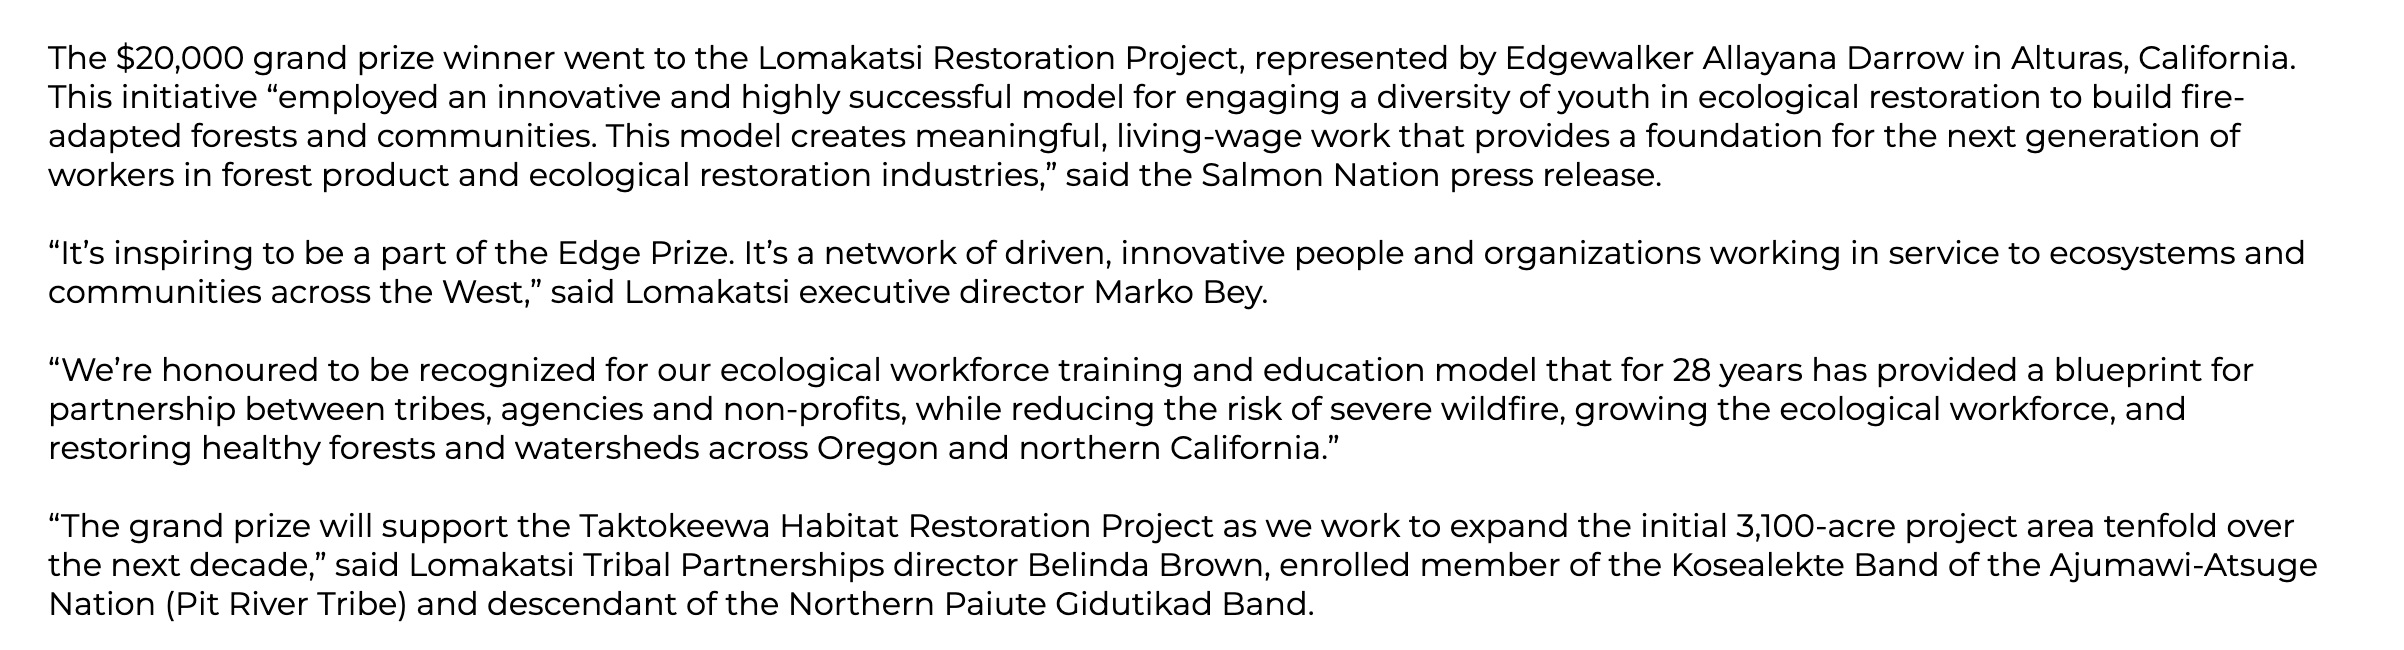 The $20,000 grand prize winner went to the Lomakatsi Restoration Project, represented by Edgewalker Allayana Darrow in Alturas, California.
This initiative “employed an innovative and highly successful model for engaging a diversity of youth in ecological restoration to build fire-
adapted forests and communities. This model creates meaningful, living-wage work that provides a foundation for the next generation of
workers in forest product and ecological restoration industries,” said the Salmon Nation press release.
“It’s inspiring to be a part of the Edge Prize. It’s a network of driven, innovative people and organizations working in service to ecosystems and
communities across the West,” said Lomakatsi executive director Marko Bey.
“We’re honoured to be recognized for our ecological workforce training and education model that for 28 years has provided a blueprint for
partnership between tribes, agencies and non-profits, while reducing the risk of severe wildfire, growing the ecological workforce, and
restoring healthy forests and watersheds across Oregon and northern California.”
“The grand prize will support the Taktokeewa Habitat Restoration Project as we work to expand the initial 3,100-acre project area tenfold over
the next decade,” said Lomakatsi Tribal Partnerships director Belinda Brown, enrolled member of the Kosealekte Band of the Ajumawi-Atsuge
Nation (Pit River Tribe) and descendant of the Northern Paiute Gidutikad Band.